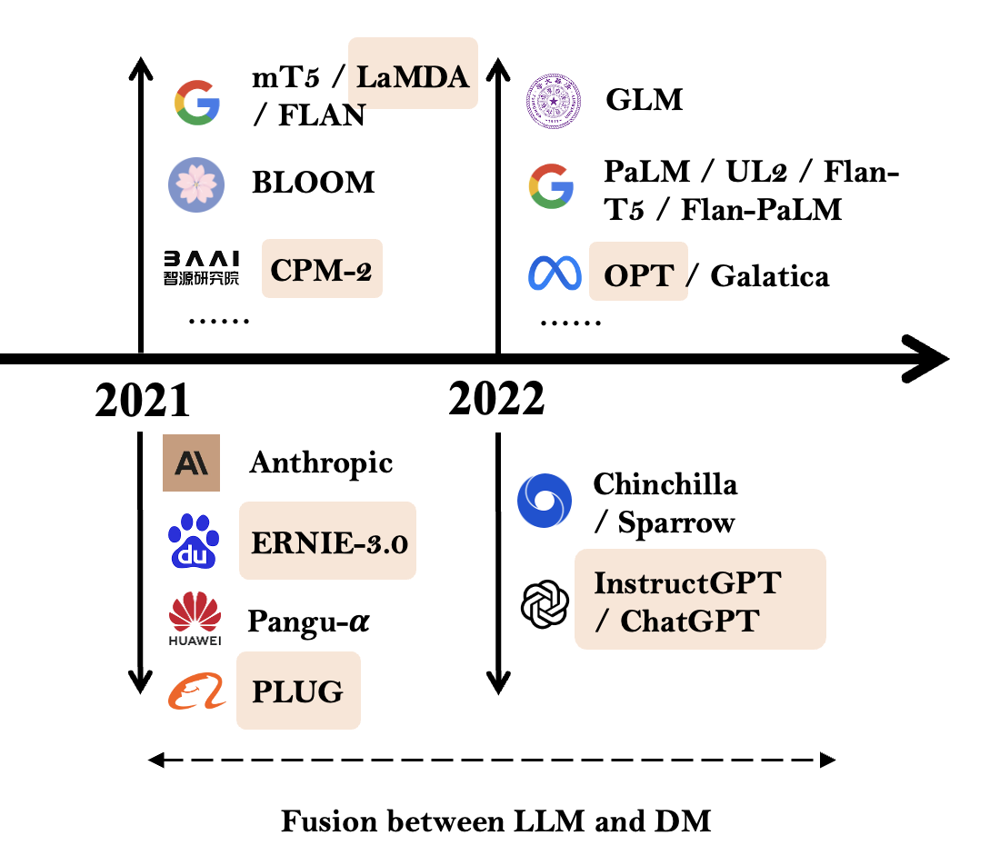 mT5 / LaMDA
/ FLAN
BLOOM
BAAI
智源研究院
CPM-2
......
GLM
PaLM / UL2 / Flan-
T5 / Flan-PaLM
OPT / Galatica
......
2021
2022
AI
Anthropic
du
ERNIE-3.0
HUAWEI
Pangu-α
PLUG
Chinchilla
/ Sparrow
InstructGPT
/ ChatGPT
Fusion between LLM and DM